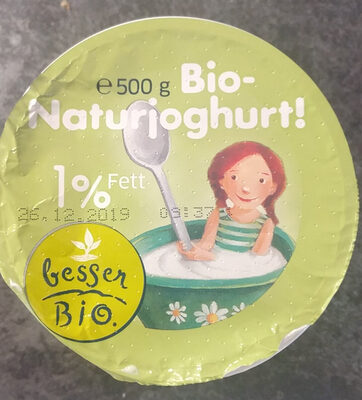 ℮ 500 g Bio-
Naturjoghurt!
1% Fett
26.12.2019 09:37
besser
BiO.